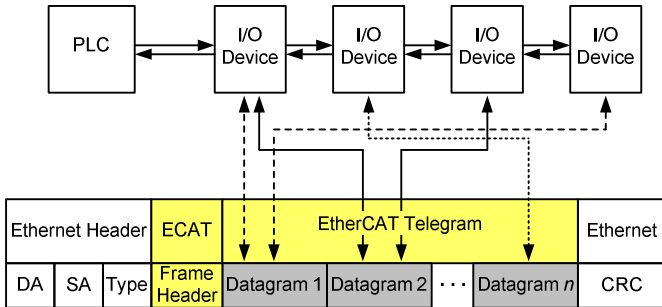 PLC
I/O
Device
I/O
Device
I/O
Device
I/O
Device
Ethernet Header
ECAT
EtherCAT Telegram
Ethernet
DA
SA
Type
Frame
Header
Datagram 1
Datagram 2
...
Datagram n
CRC